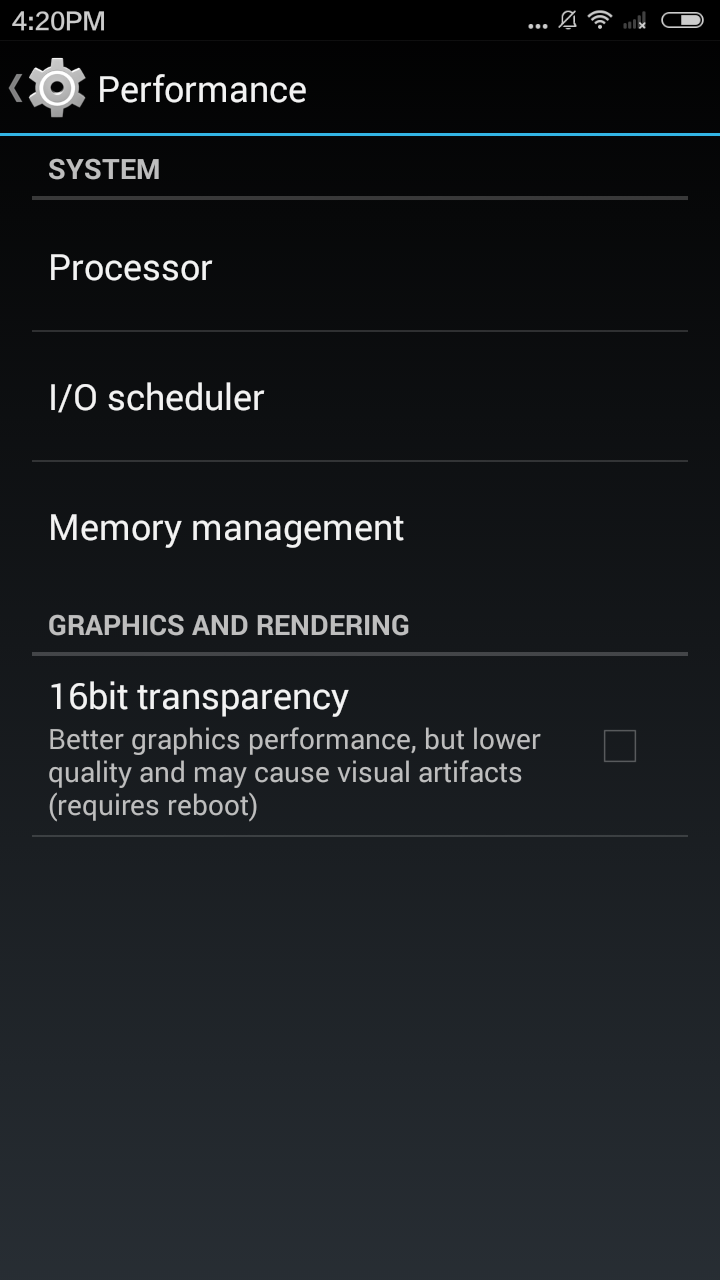 4:20PM
Performance
SYSTEM
Processor
I/O scheduler
Memory management
GRAPHICS AND RENDERING
16bit transparency
Better graphics performance, but lower
quality and may cause visual artifacts
(requires reboot)